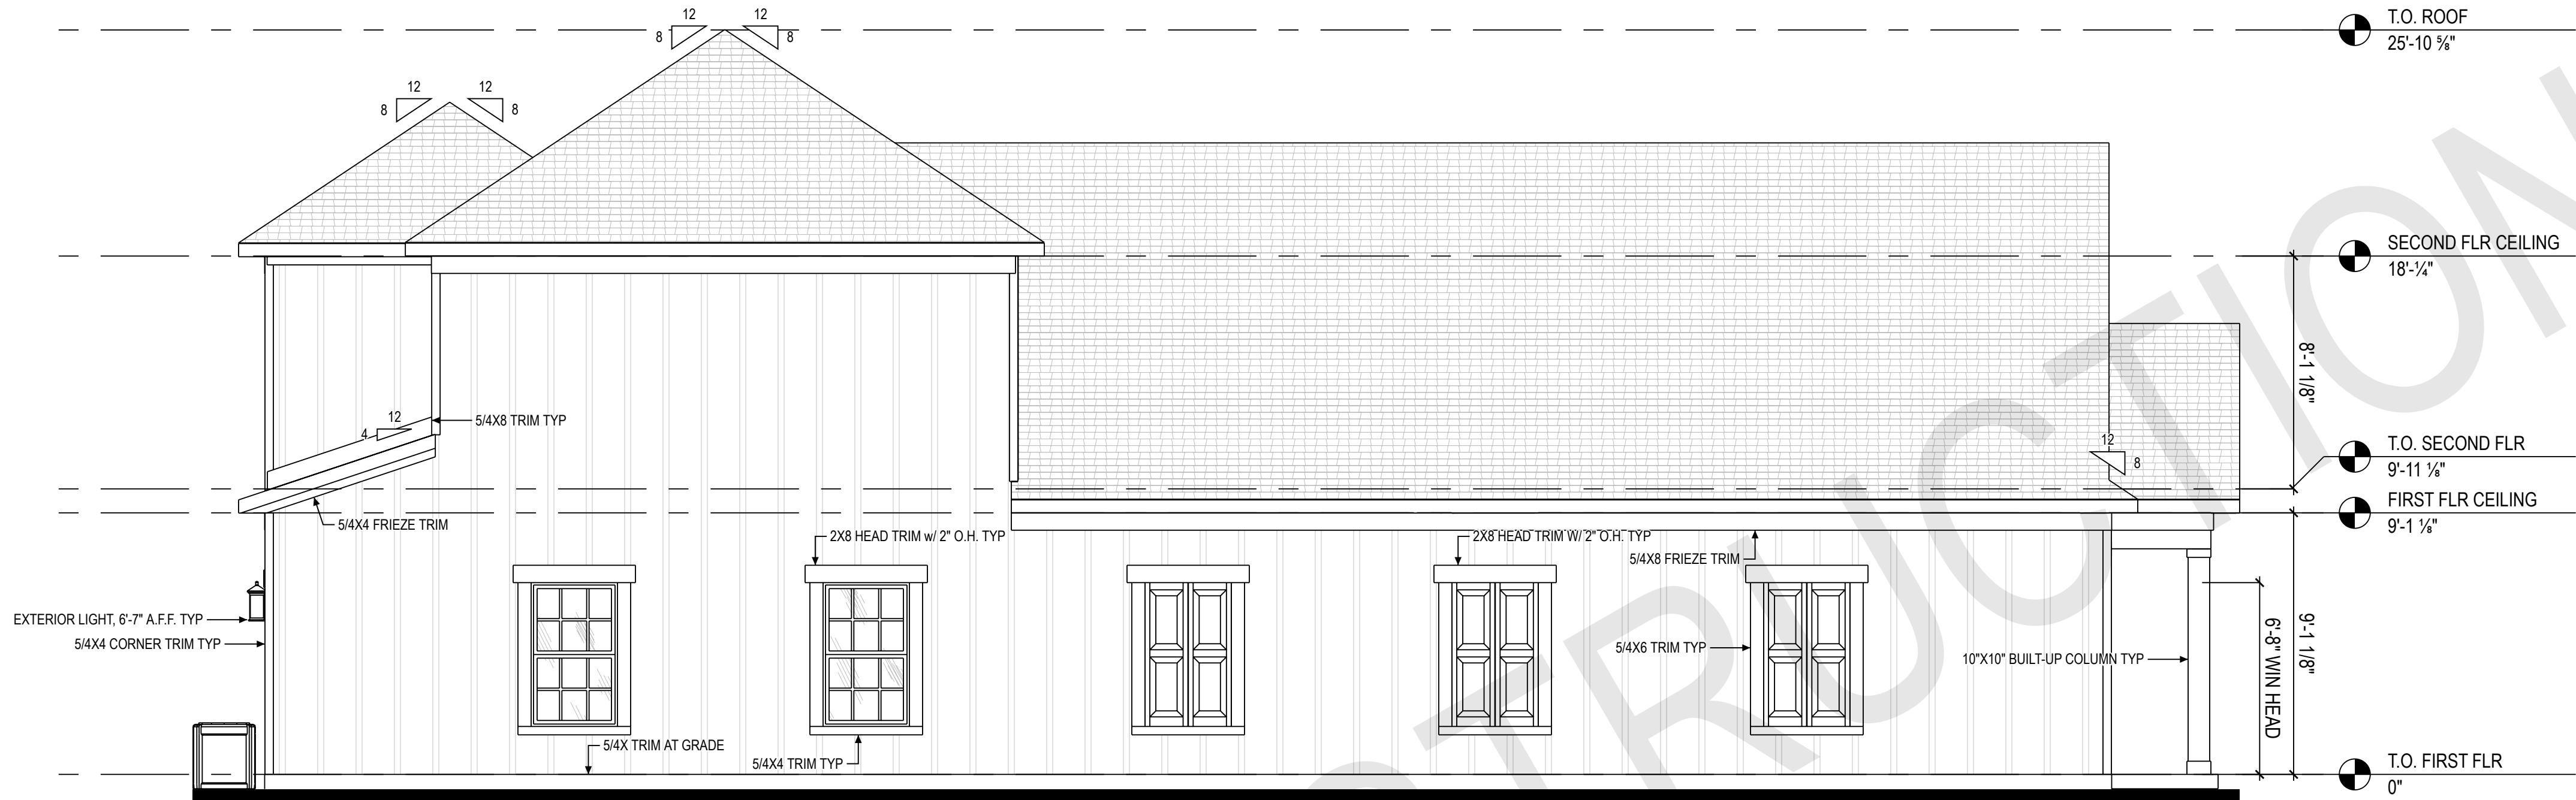 12
12
8
8
T.O. ROOF
25'-10 ⅝"
12
12
8
8
SECOND FLR CEILING
18'-¼"
8'-1 1/8"
12
4
5/4X8 TRIM TYP
12
8
T.O. SECOND FLR
9'-11 ⅛"
FIRST FLR CEILING
9'-1 ⅛"
5/4X4 FRIEZE TRIM
2X8 HEAD TRIM w/ 2" O.H. TYP
2X8 HEAD TRIM W/ 2" O.H. TYP
5/4X8 FRIEZE TRIM
EXTERIOR LIGHT, 6'-7" A.F.F. TYP
5/4X4 CORNER TRIM TYP
5/4X6 TRIM TYP
10"X10" BUILT-UP COLUMN TYP
6'-8" WIN HEAD
9'-1 1/8"
5/4X TRIM AT GRADE
5/4X4 TRIM TYP
T.O. FIRST FLR
0"
STRUCTION